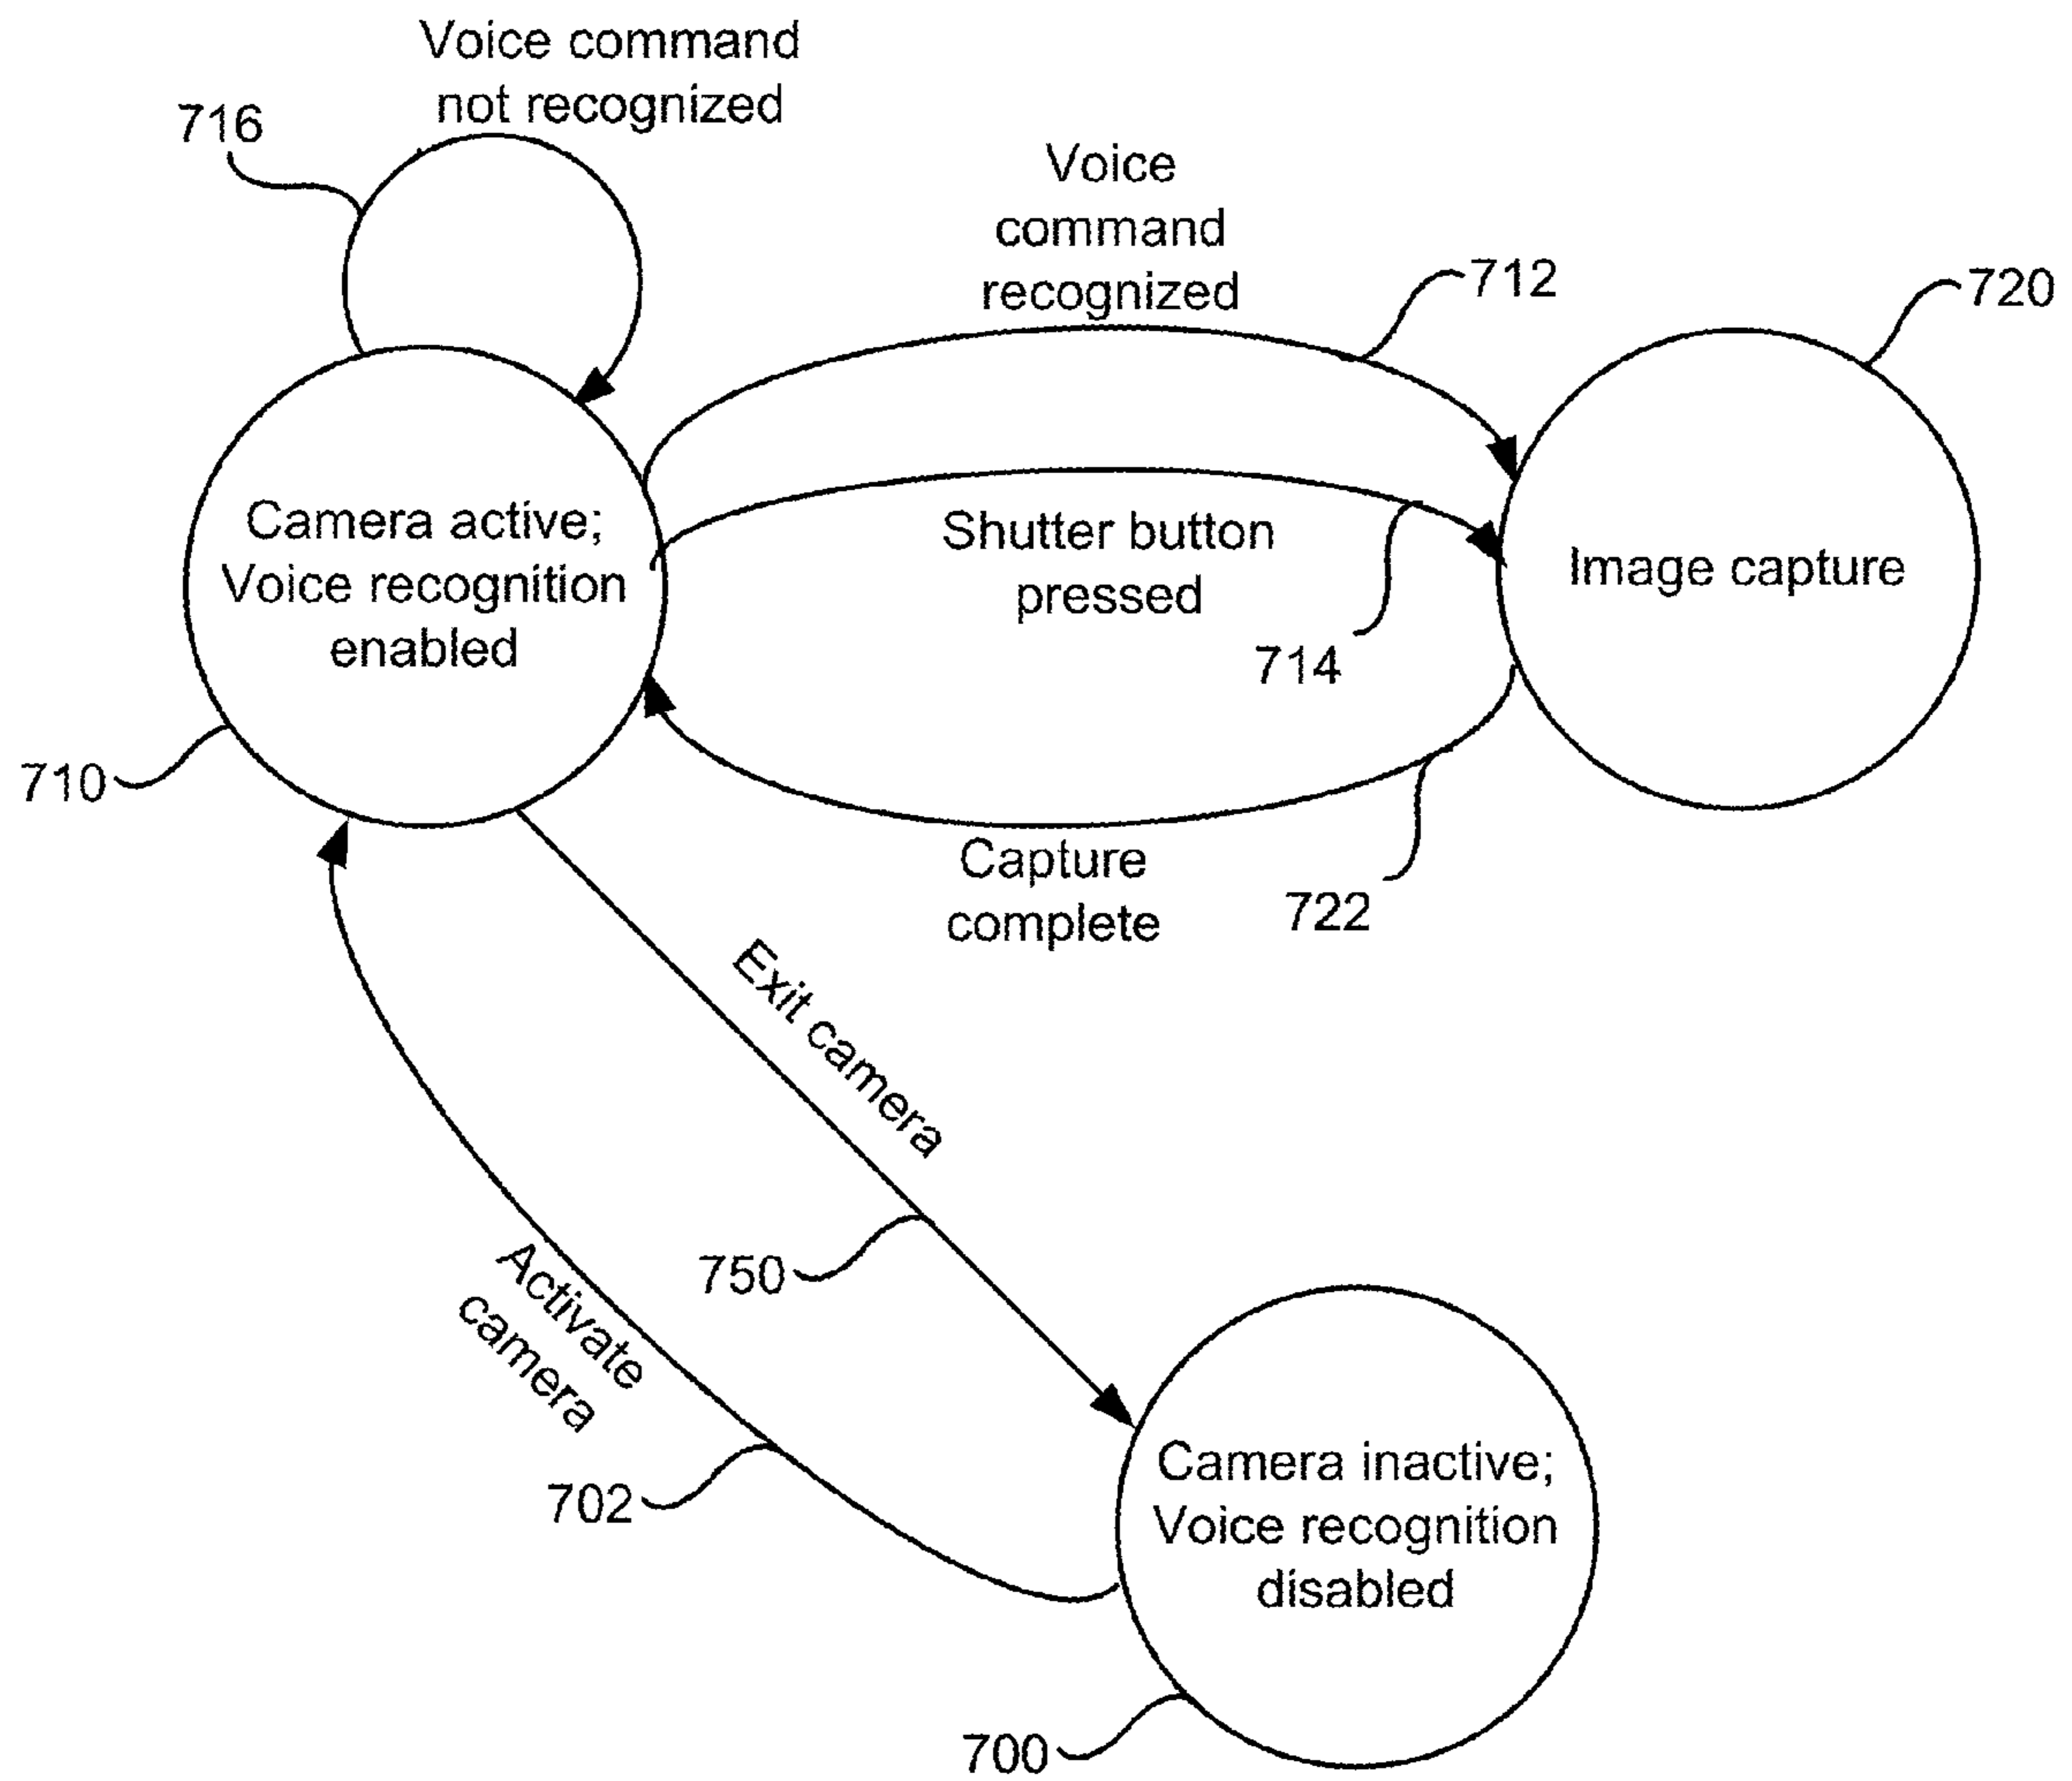 Voice command
not recognized
716
Voice
command
recognized
712
720
Camera active;
Voice recognition
enabled
Shutter button
pressed
714
Image capture
710
Capture
complete
722
Exit camera
750
Activate
camera
702
Camera inactive;
Voice recognition
disabled
700